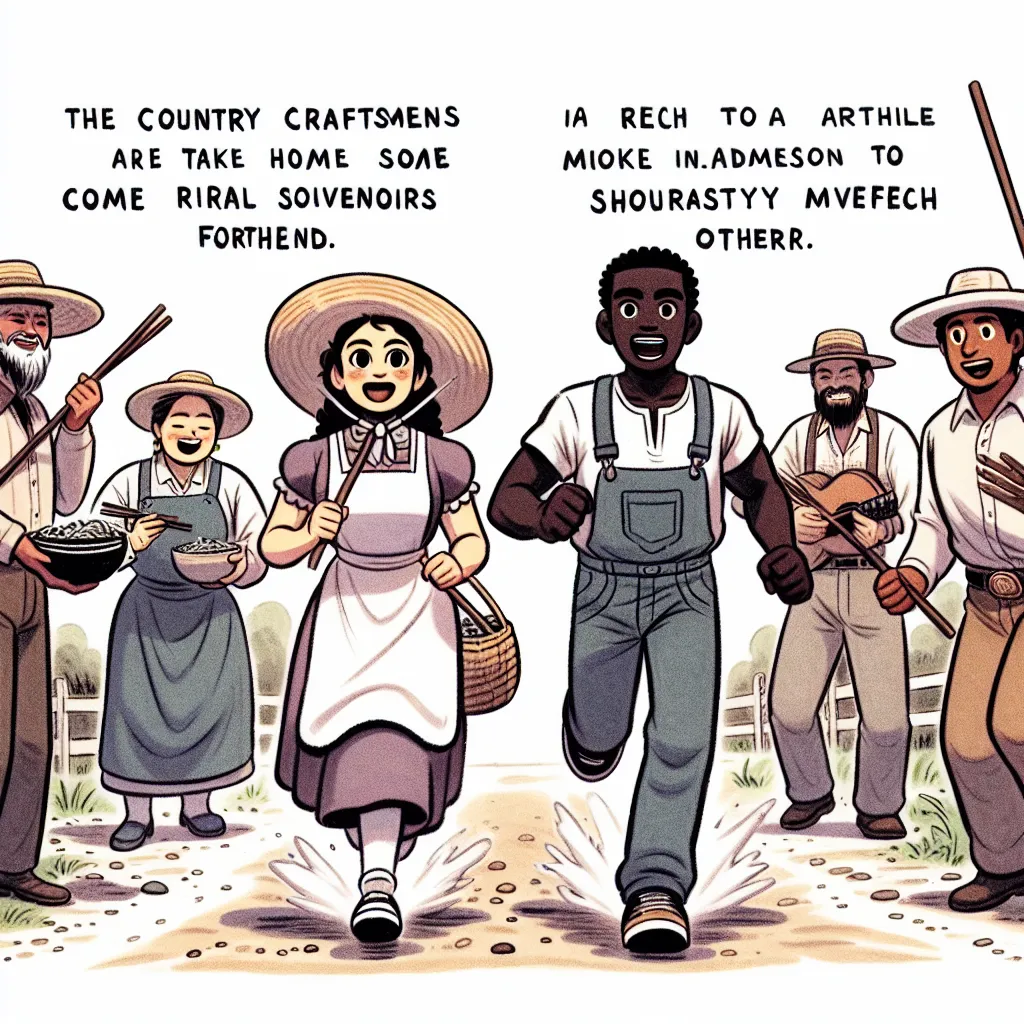 THE COUNTRY CRAFTSMENS
ARE TAKE HOME SOME
COME RIRAL SOIVENOIRS
FORTHEND.
IA RECH TO A ARTHILE
MIOKE IN.ADMESON TO
SHOURASTYY MVEFECH
OTHERR.